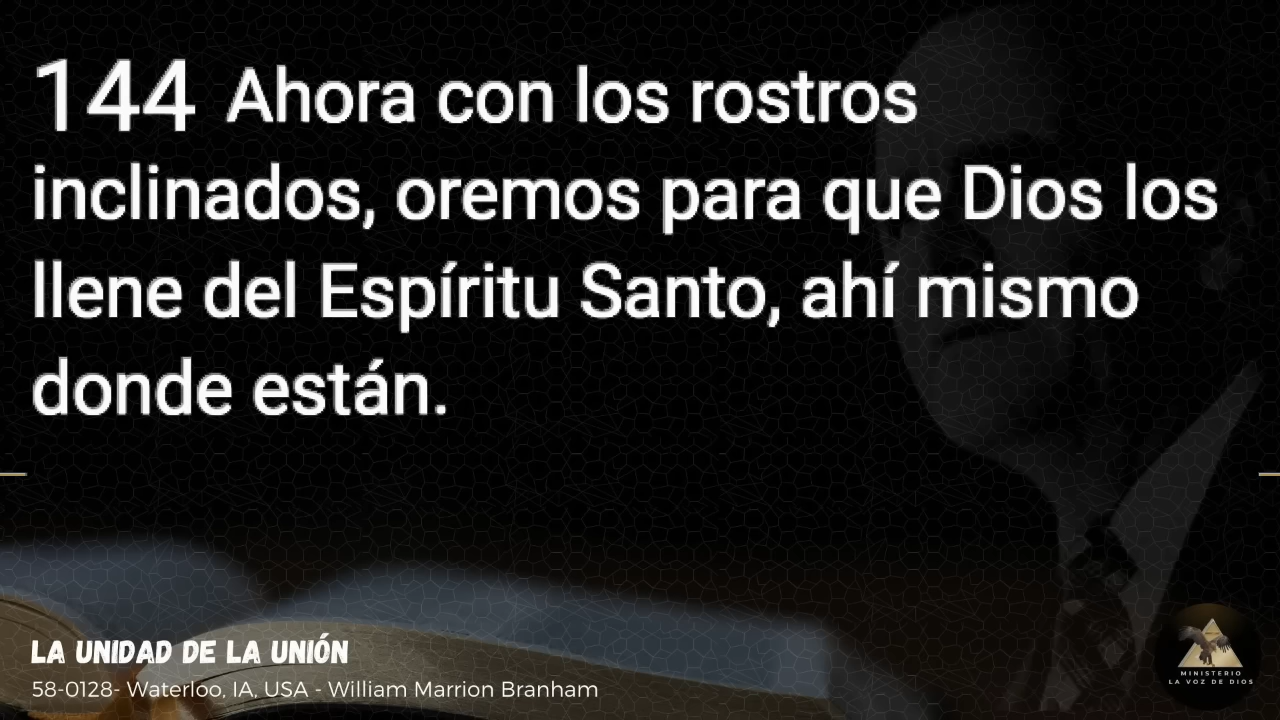 144 Ahora con los rostros
inclinados, oremos para que Dios los
llene del Espíritu Santo, ahí mismo
donde están.
LA UNIDAD DE LA UNIÓN
58-0128- Waterloo, IA, USA - William Marrion Branham
MINISTERIO
LA VOZ DE DIOS